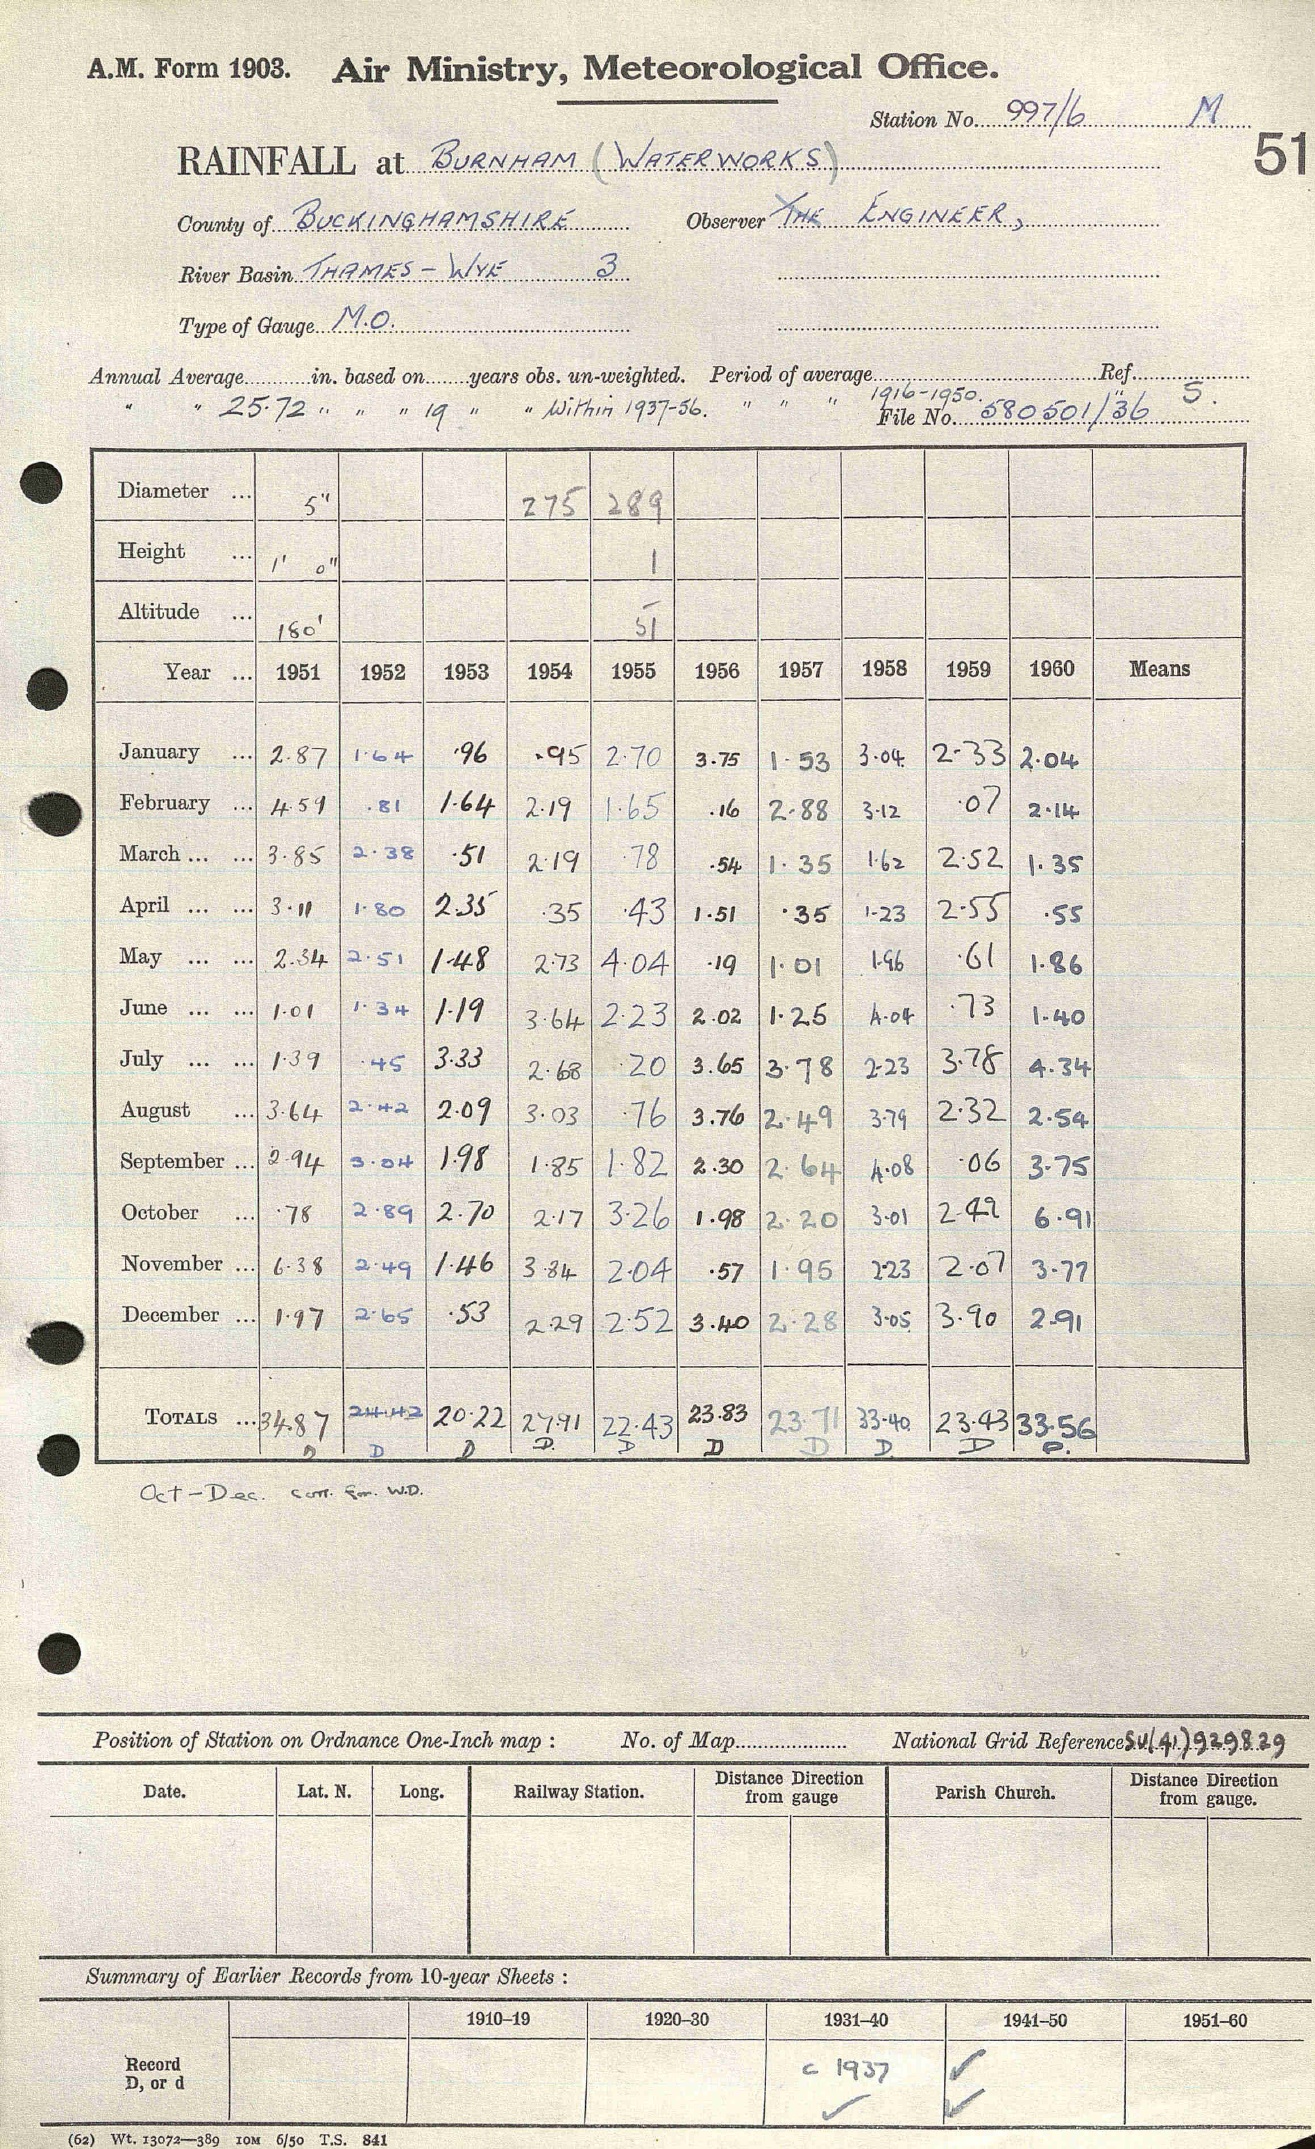 A.M. Form 1903. Air Ministry, Meteorological Office.
Station No. 997/6 M
51
RAINFALL at BURNHAM (WATERWORKS)
County of BUCKINGHAMSHIRE Observer THE ENGINEER,
River Basin THAMES - WYE 3
Type of Gauge M.O.
Annual Average in. based on years obs. un-weighted. Period of average Ref.
" " 25.72 " " " 19 " " Within 1937-56. " " " 1916-1950. " 5.
File No. 580501/36
Diameter ... 5" 275 289
Height ... 1' 0" 1
Altitude ... 180' 51
Year ... 1951 1952 1953 1954 1955 1956 1957 1958 1959 1960 Means
January ... 2.87 1.64 .96 .95 2.70 3.75 1.53 3.04 2.33 2.04
February ... 4.59 .81 1.64 2.19 1.65 .16 2.88 3.12 .07 2.14
March ... ... 3.85 2.38 .51 2.19 .78 .54 1.35 1.62 2.52 1.35
April ... ... 3.11 1.80 2.35 .35 .43 1.51 .35 1.23 2.55 .55
May ... ... 2.34 2.51 1.48 2.73 4.04 .19 1.01 1.96 .61 1.86
June ... ... 1.01 1.34 1.19 3.64 2.23 2.02 1.25 4.04 .73 1.40
July ... ... 1.39 .45 3.33 2.68 .20 3.65 3.78 2.23 3.78 4.34
August ... 3.64 2.42 2.09 3.03 .76 3.76 2.49 3.79 2.32 2.54
September ... 2.94 3.04 1.98 1.85 1.82 2.30 2.64 4.08 .06 3.75
October ... .78 2.89 2.70 2.17 3.26 1.98 2.20 3.01 2.49 6.91
November ... 6.38 2.49 1.46 3.84 2.04 .57 1.95 2.23 2.07 3.77
December ... 1.97 2.65 .53 2.29 2.52 3.40 2.28 3.05 3.90 2.91
TOTALS ... 34.87 24.42 20.22 27.91 22.43 23.83 23.71 33.40 23.43 33.56
D D D D. D D D D. D D.
Oct - Dec. corr. for. W.D.
Position of Station on Ordnance One-Inch map : No. of Map National Grid Reference SU(41)929829
Date. Lat. N. Long. Railway Station. Distance Direction from gauge Parish Church. Distance Direction from gauge.
Summary of Earlier Records from 10-year Sheets :
1910–19 1920–30 1931–40 1941–50 1951–60
Record D, or d c 1937 ✓
✓ ✓
(62) Wt. 13072—389 10M 6/50 T.S. 841